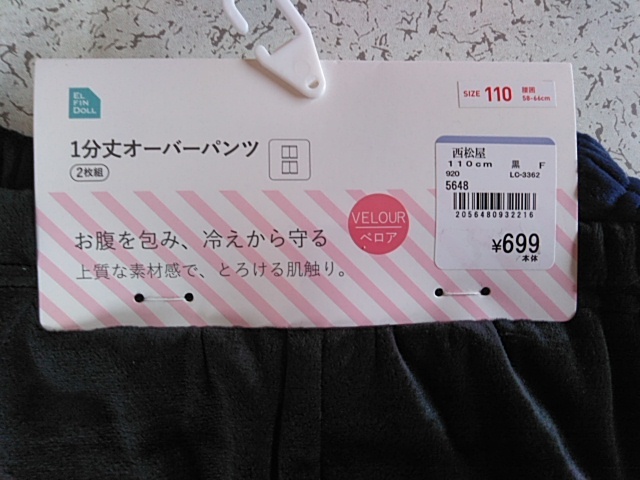 EL
FIN
DOLL
SIZE 110 腰囲
58-66cm
1分丈オーバーパンツ
2枚組
西松屋
110cm 黒 F
920 LO-3362
5648
2056480932216
¥699
本体
VELOUR
ベロア
お腹を包み、冷えから守る
上質な素材感で、とろける肌触り。